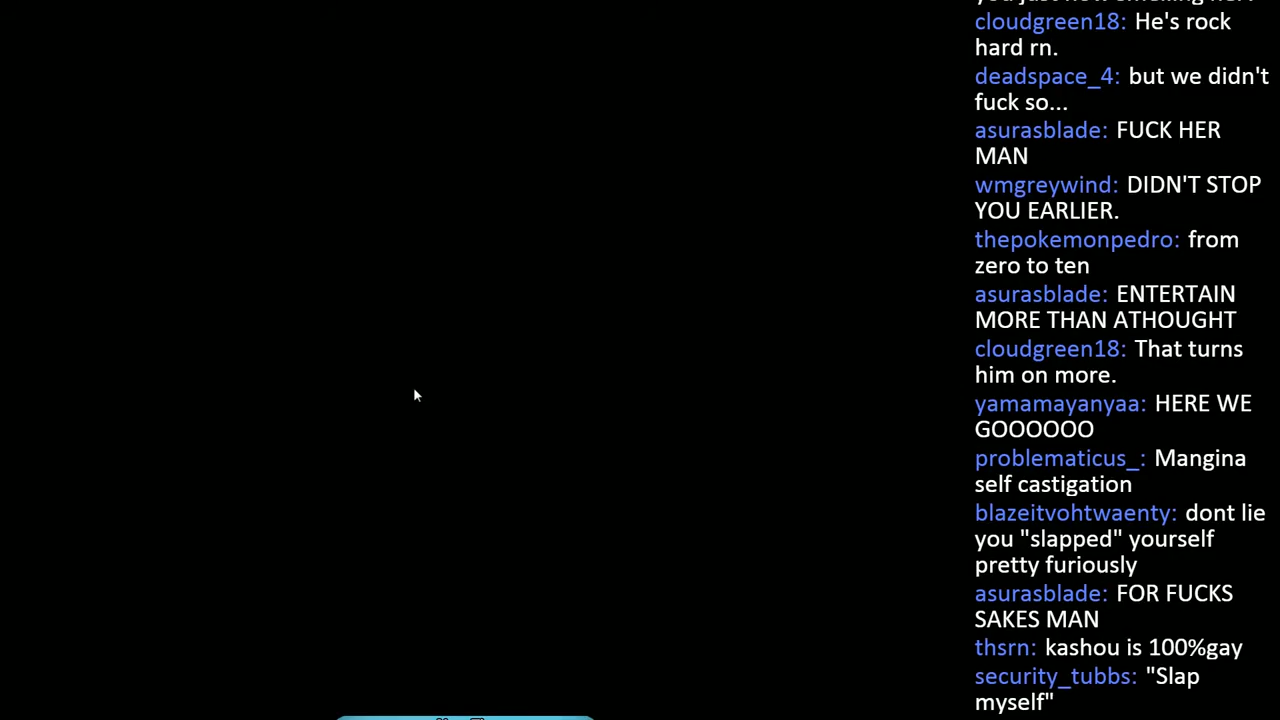 cloudgreen18: He's rock
hard rn.
deadspace_4: but we didn't
fuck so...
asurasblade: FUCK HER
MAN
wmgreywind: DIDN'T STOP
YOU EARLIER.
thepokemonpedro: from
zero to ten
asurasblade: ENTERTAIN
MORE THAN ATHOUGHT
cloudgreen18: That turns
him on more.
yamamayanyaa: HERE WE
GOOOOOO
problematicus_: Mangina
self castigation
blazeitvohtwaenty: dont lie
you "slapped" yourself
pretty furiously
asurasblade: FOR FUCKS
SAKES MAN
thsrn: kashou is 100%gay
security_tubbs: "Slap
myself"